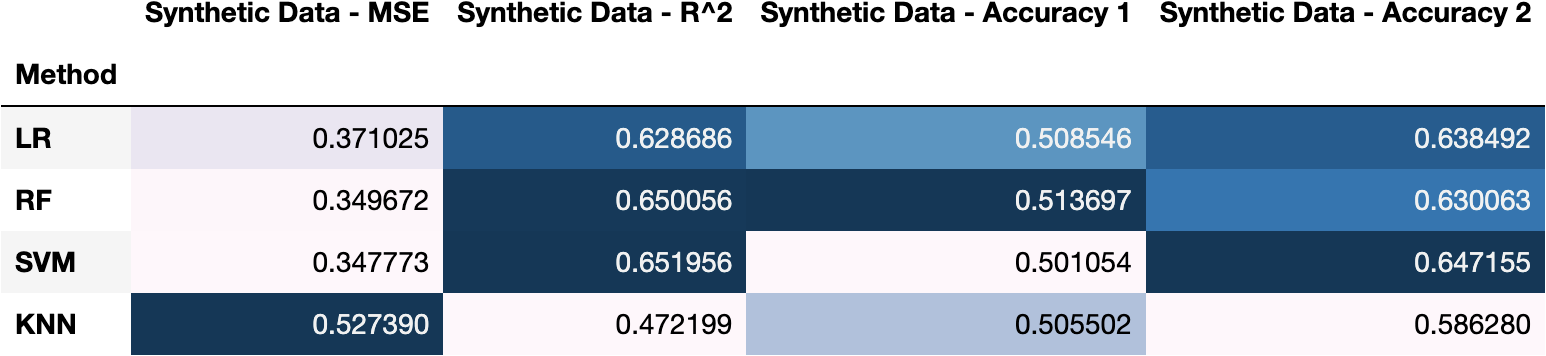 Synthetic Data - MSE Synthetic Data - R^2 Synthetic Data - Accuracy 1 Synthetic Data - Accuracy 2
Method
LR 0.371025 0.628686 0.508546 0.638492
RF 0.349672 0.650056 0.513697 0.630063
SVM 0.347773 0.651956 0.501054 0.647155
KNN 0.527390 0.472199 0.505502 0.586280